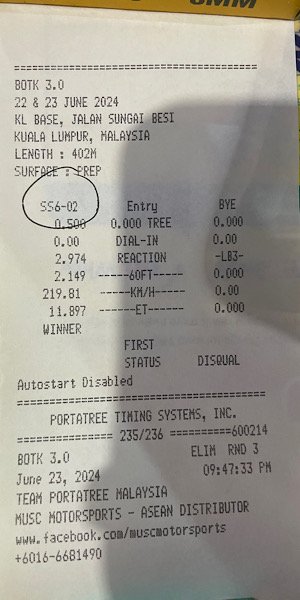 6MM
=========================================
BOTK 3.0
22 & 23 JUNE 2024
KL BASE, JALAN SUNGAI BESI
KUALA LUMPUR, MALAYSIA
LENGTH : 402M
SURFACE : PREP
SS6-02 Entry BYE
0.500 0.000 TREE 0.000
0.00 DIAL-IN 0.00
2.974 REACTION -LB3-
2.149 ------60FT------ 0.000
219.81 ------KM/H----- 0.00
11.897 -------ET------ 0.000
WINNER
FIRST
STATUS DISQUAL
Autostart Disabled
=========================================
PORTATREE TIMING SYSTEMS, INC.
================ 235/236 ==========600214
BOTK 3.0 ELIM RND 3
June 23, 2024 09:47:33 PM
TEAM PORTATREE MALAYSIA
MUSC MOTORSPORTS - ASEAN DISTRIBUTOR
www.facebook.com/muscmotorsports
+6016-6681490